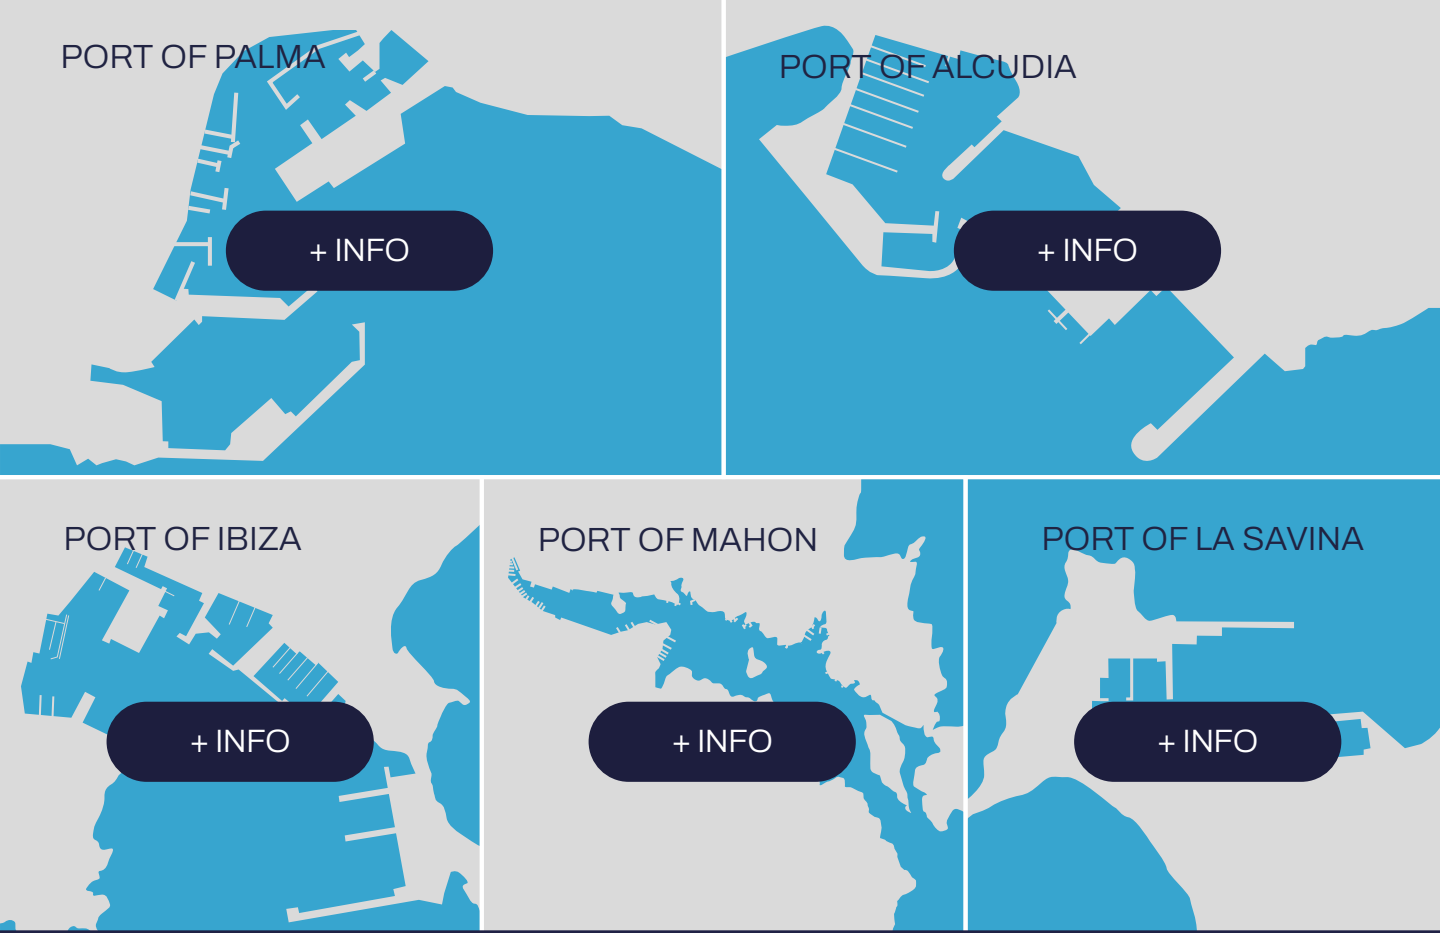 PORT OF PALMA
+ INFO
PORT OF ALCUDIA
+ INFO
PORT OF IBIZA
+ INFO
PORT OF MAHON
+ INFO
PORT OF LA SAVINA
+ INFO